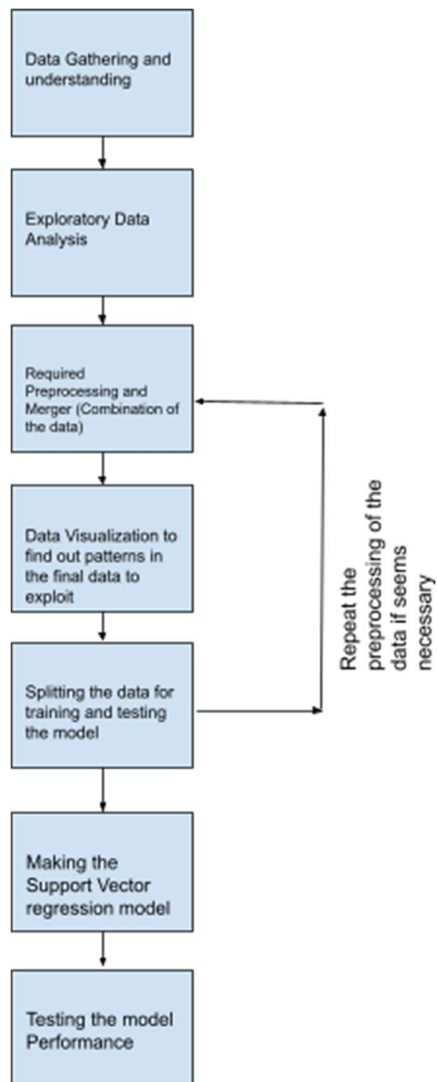 Data Gathering and
understanding
Exploratory Data
Analysis
Required
Preprocessing and
Merger (Combination of
the data)
Data Visualization to
find out patterns in
the final data to
exploit
Splitting the data for
training and testing
the model
Repeat the
preprocessing of the
data if seems
necessary
Making the
Support Vector
regression model
Testing the model
Performance